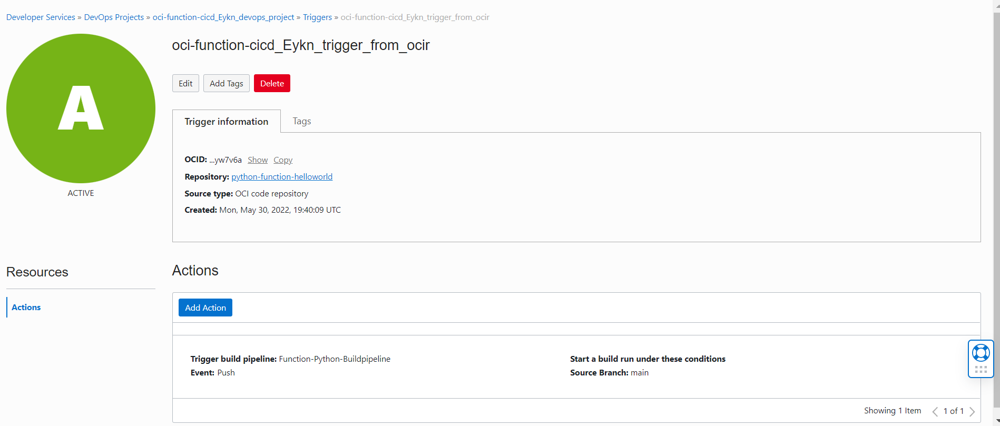 Developer Services » DevOps Projects » oci-function-cicd_Eykn_devops_project » Triggers » oci-function-cicd_Eykn_trigger_from_ocir
A
ACTIVE
oci-function-cicd_Eykn_trigger_from_ocir
Edit Add Tags Delete
Trigger information Tags
OCID: ...yw7v6a Show Copy
Repository: python-function-helloworld
Source type: OCI code repository
Created: Mon, May 30, 2022, 19:40:09 UTC
Resources
Actions
Actions
Add Action
Trigger build pipeline: Function-Python-Buildpipeline
Event: Push
Start a build run under these conditions
Source Branch: main
Showing 1 Item 1 of 1